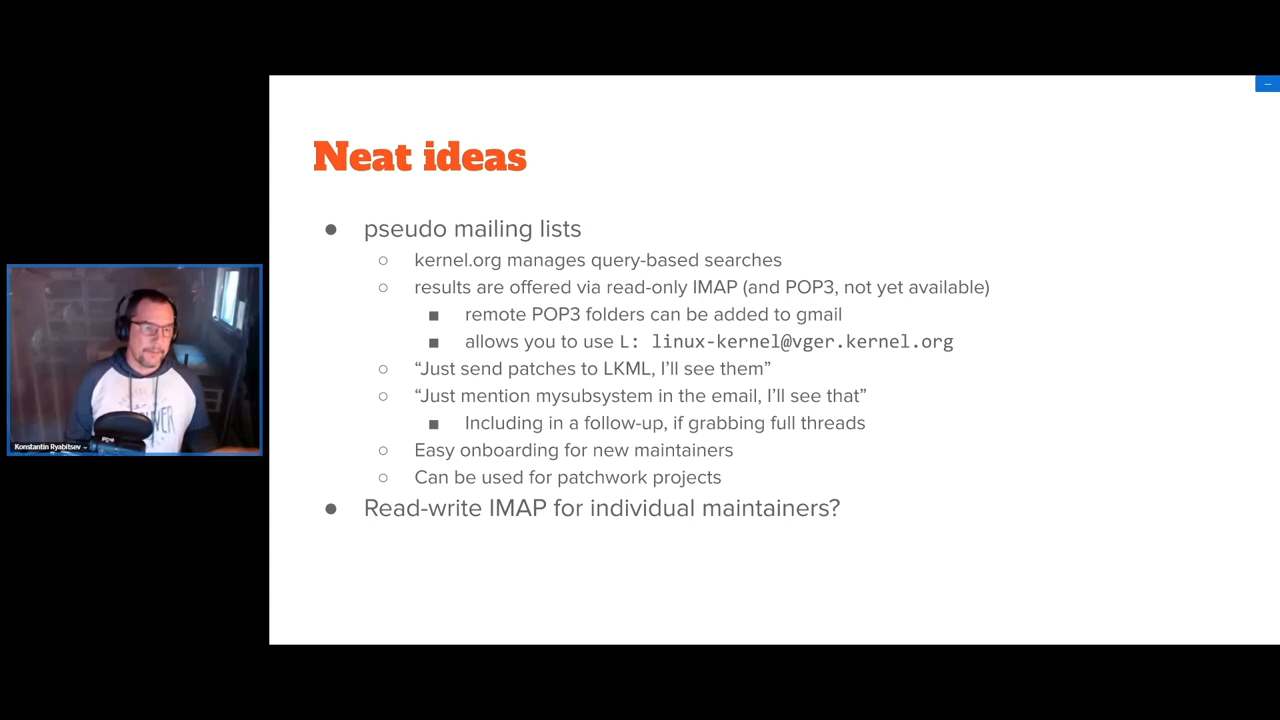 Neat ideas
● pseudo mailing lists
○ kernel.org manages query-based searches
○ results are offered via read-only IMAP (and POP3, not yet available)
■ remote POP3 folders can be added to gmail
■ allows you to use L: linux-kernel@vger.kernel.org
○ “Just send patches to LKML, I’ll see them”
○ “Just mention mysubsystem in the email, I’ll see that”
■ Including in a follow-up, if grabbing full threads
○ Easy onboarding for new maintainers
○ Can be used for patchwork projects
● Read-write IMAP for individual maintainers?
Konstantin Ryabitsev